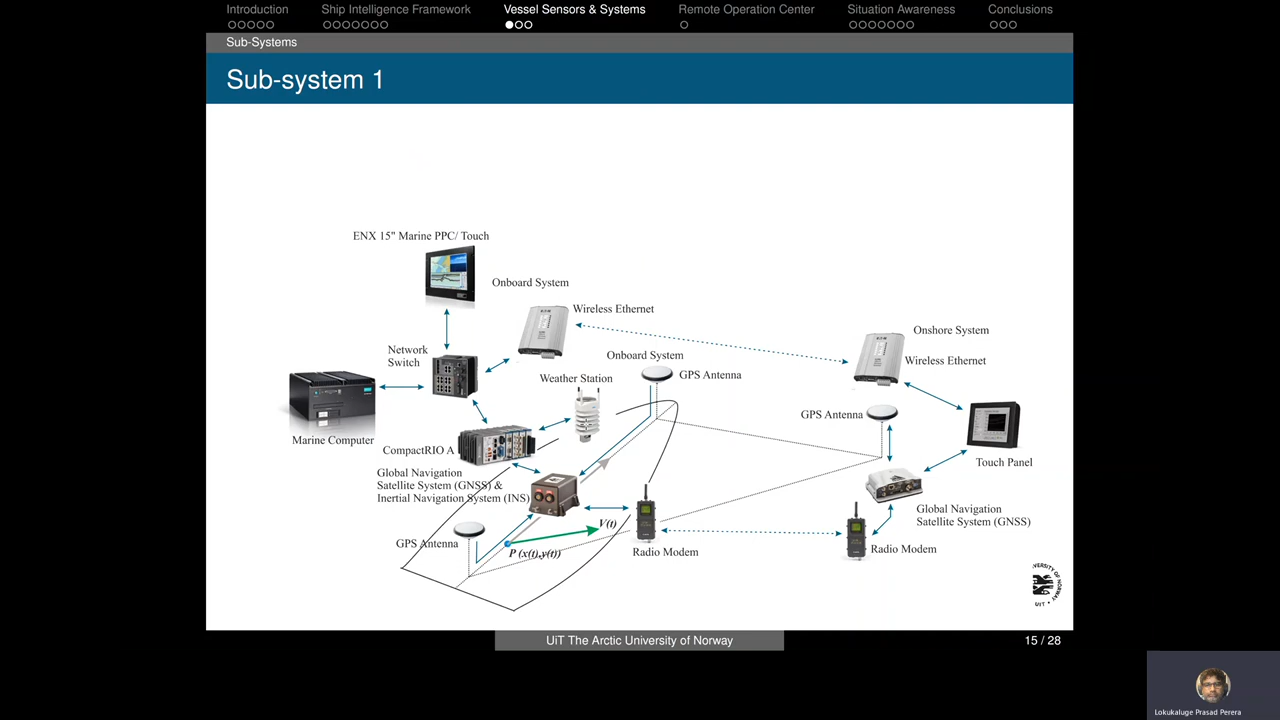 Introduction
Ship Intelligence Framework
Vessel Sensors & Systems
Remote Operation Center
Situation Awareness
Conclusions
Sub-Systems
Sub-system 1
ENX 15" Marine PPC/ Touch
Onboard System
Wireless Ethernet
Onshore System
Wireless Ethernet
Network
Switch
Onboard System
GPS Antenna
Weather Station
GPS Antenna
Marine Computer
CompactRIO A
Touch Panel
Global Navigation
Satellite System (GNSS) &
Inertial Navigation System (INS)
Global Navigation
Satellite System (GNSS)
GPS Antenna
V(t)
P (x(t),y(t))
Radio Modem
Radio Modem
UiT
UiT The Arctic University of Norway
15 / 28
Lokukaluge Prasad Perera